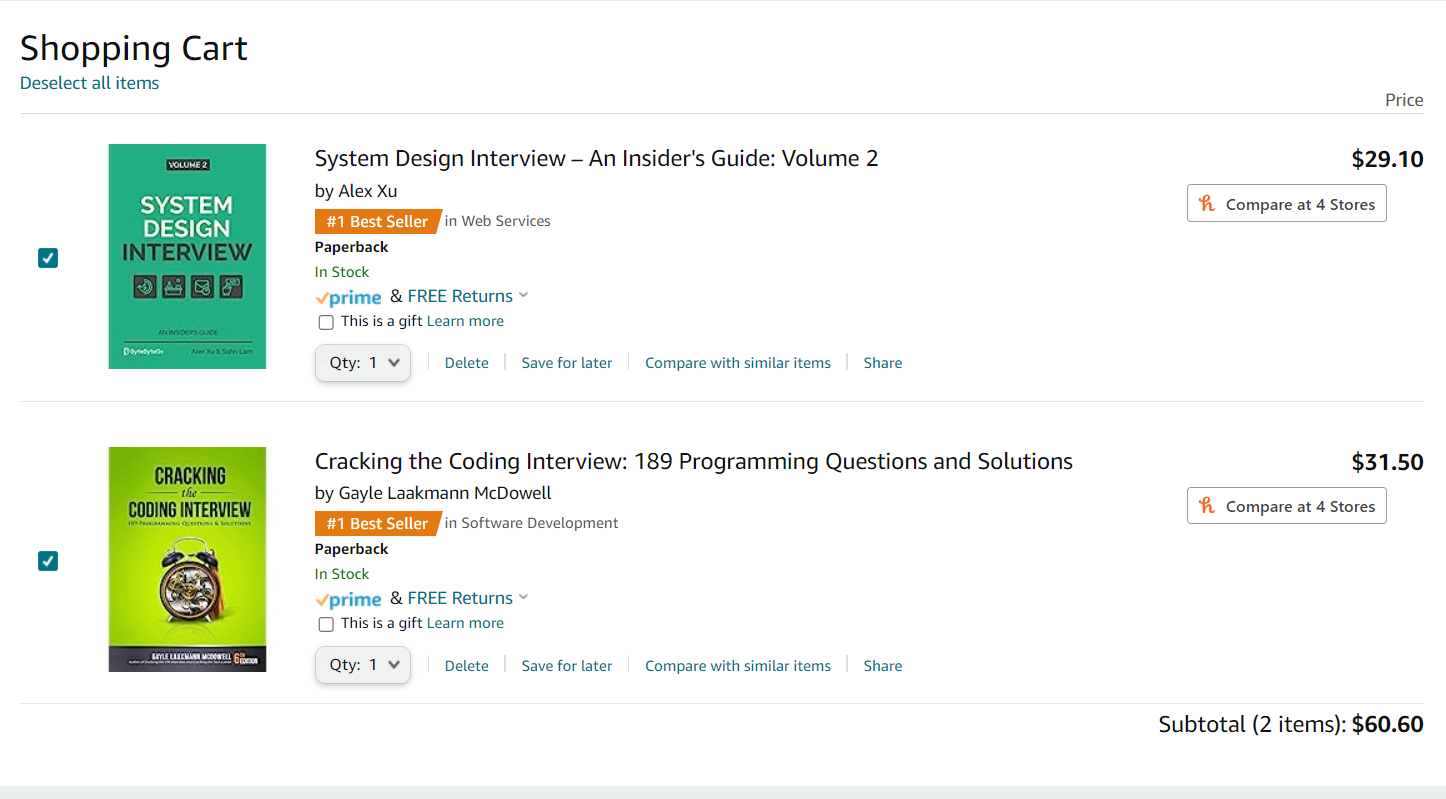 Shopping Cart
Deselect all items
Price
VOLUME 2
SYSTEM
DESIGN
INTERVIEW
AN INSIDER'S GUIDE
ByteByteGo Alex Xu & Sahn Lam
System Design Interview – An Insider's Guide: Volume 2
$29.10
by Alex Xu
Compare at 4 Stores
#1 Best Seller in Web Services
Paperback
In Stock
prime & FREE Returns
This is a gift Learn more
Qty: 1 Delete Save for later Compare with similar items Share
CRACKING
the
CODING INTERVIEW
189 PROGRAMMING QUESTIONS & SOLUTIONS
GAYLE LAAKMANN MCDOWELL
6TH EDITION
Cracking the Coding Interview: 189 Programming Questions and Solutions
$31.50
by Gayle Laakmann McDowell
Compare at 4 Stores
#1 Best Seller in Software Development
Paperback
In Stock
prime & FREE Returns
This is a gift Learn more
Qty: 1 Delete Save for later Compare with similar items Share
Subtotal (2 items): $60.60